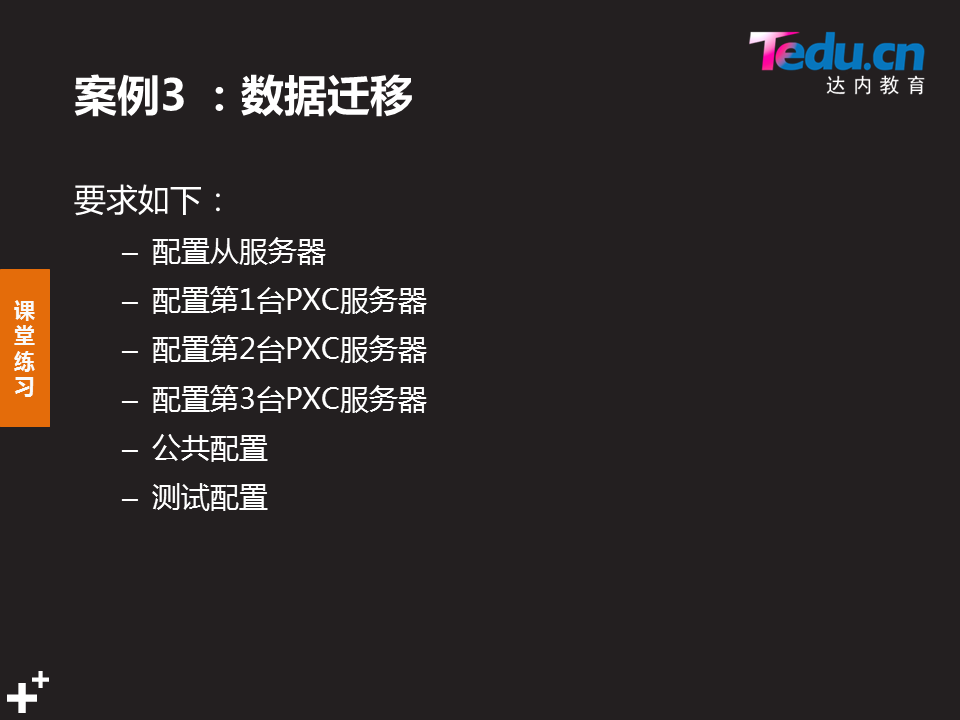 Tedu.cn
达内教育
案例3 ：数据迁移
要求如下：
– 配置从服务器
– 配置第1台PXC服务器
– 配置第2台PXC服务器
– 配置第3台PXC服务器
– 公共配置
– 测试配置
课
堂
练
习